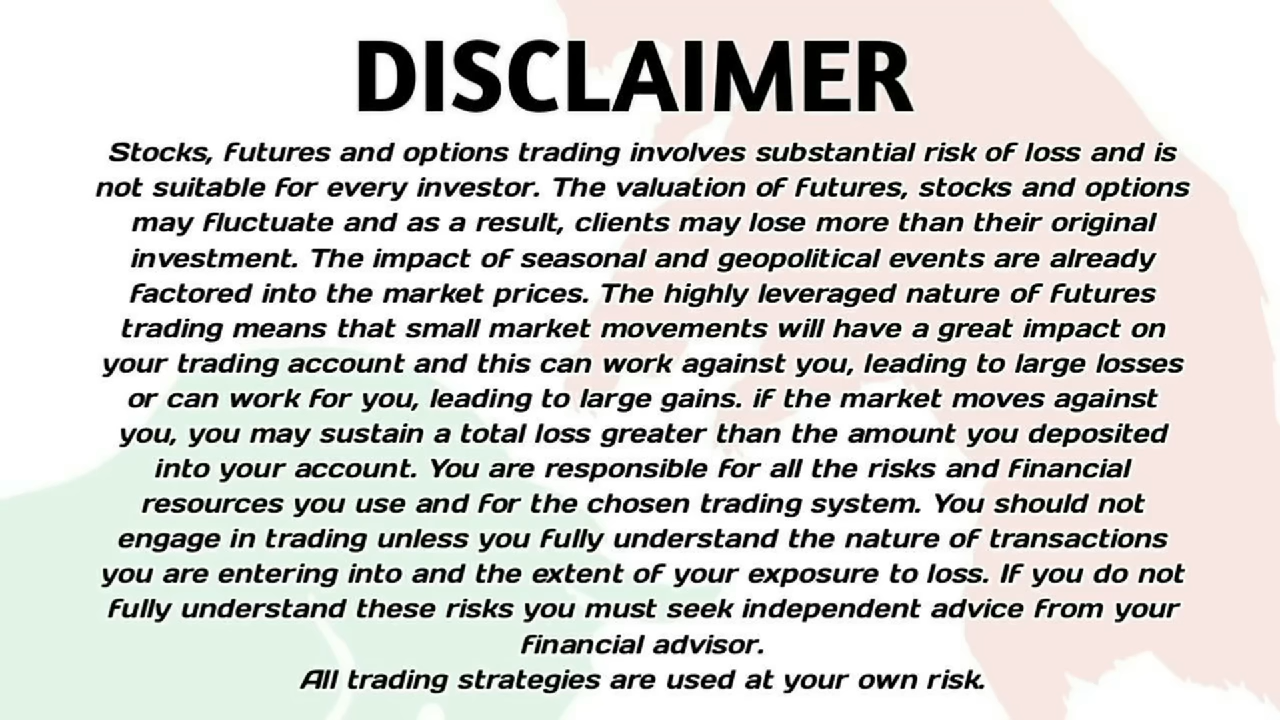 DISCLAIMER
Stocks, futures and options trading involves substantial risk of loss and is
not suitable for every investor. The valuation of futures, stocks and options
may fluctuate and as a result, clients may lose more than their original
investment. The impact of seasonal and geopolitical events are already
factored into the market prices. The highly leveraged nature of futures
trading means that small market movements will have a great impact on
your trading account and this can work against you, leading to large losses
or can work for you, leading to large gains. if the market moves against
you, you may sustain a total loss greater than the amount you deposited
into your account. You are responsible for all the risks and financial
resources you use and for the chosen trading system. You should not
engage in trading unless you fully understand the nature of transactions
you are entering into and the extent of your exposure to loss. If you do not
fully understand these risks you must seek independent advice from your
financial advisor.
All trading strategies are used at your own risk.